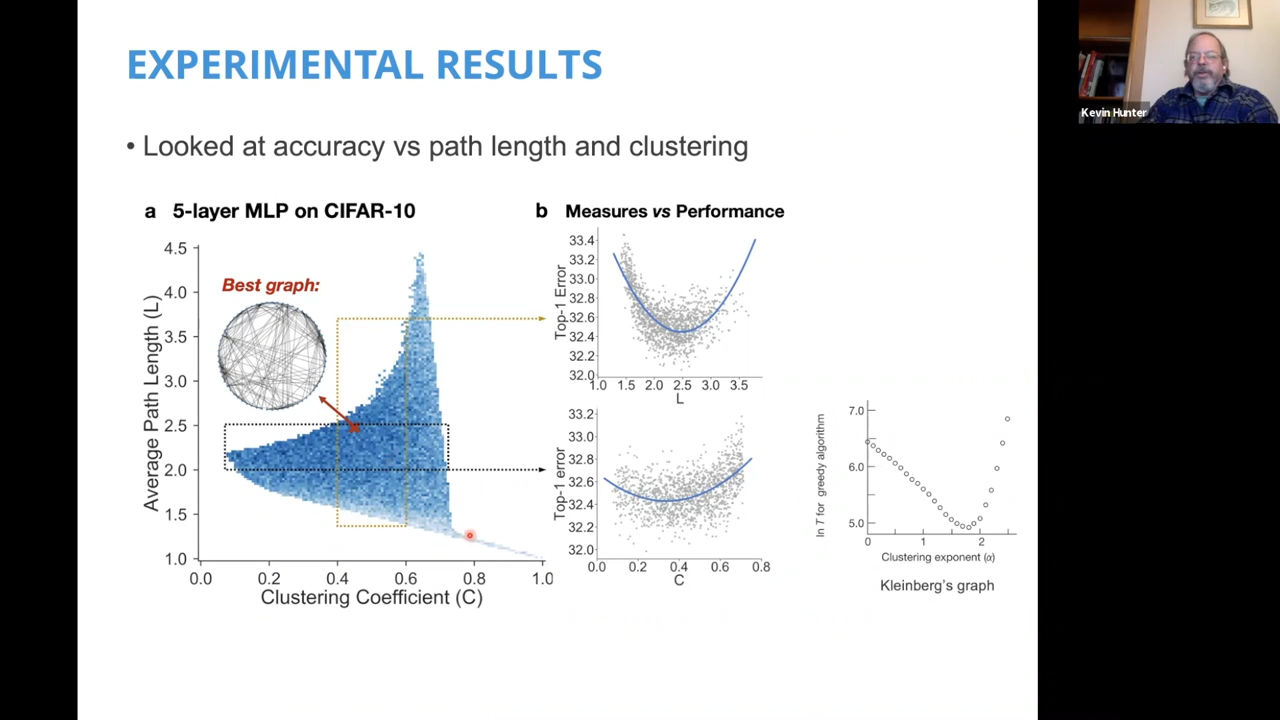 EXPERIMENTAL RESULTS
Kevin Hunter
• Looked at accuracy vs path length and clustering
a 5-layer MLP on CIFAR-10
b Measures vs Performance
Best graph:
Average Path Length (L)
4.5
4.0
3.5
3.0
2.5
2.0
1.5
1.0
0.0 0.2 0.4 0.6 0.8 1.0
Clustering Coefficient (C)
Top-1 Error
33.4
33.2
33.0
32.8
32.6
32.4
32.2
32.0
1.0 1.5 2.0 2.5 3.0 3.5
L
Top-1 error
33.2
33.0
32.8
32.6
32.4
32.2
32.0
0.0 0.2 0.4 0.6 0.8
C
ln T for greedy algorithm
7.0
6.0
5.0
0 1 2
Clustering exponent (α)
Kleinberg's graph